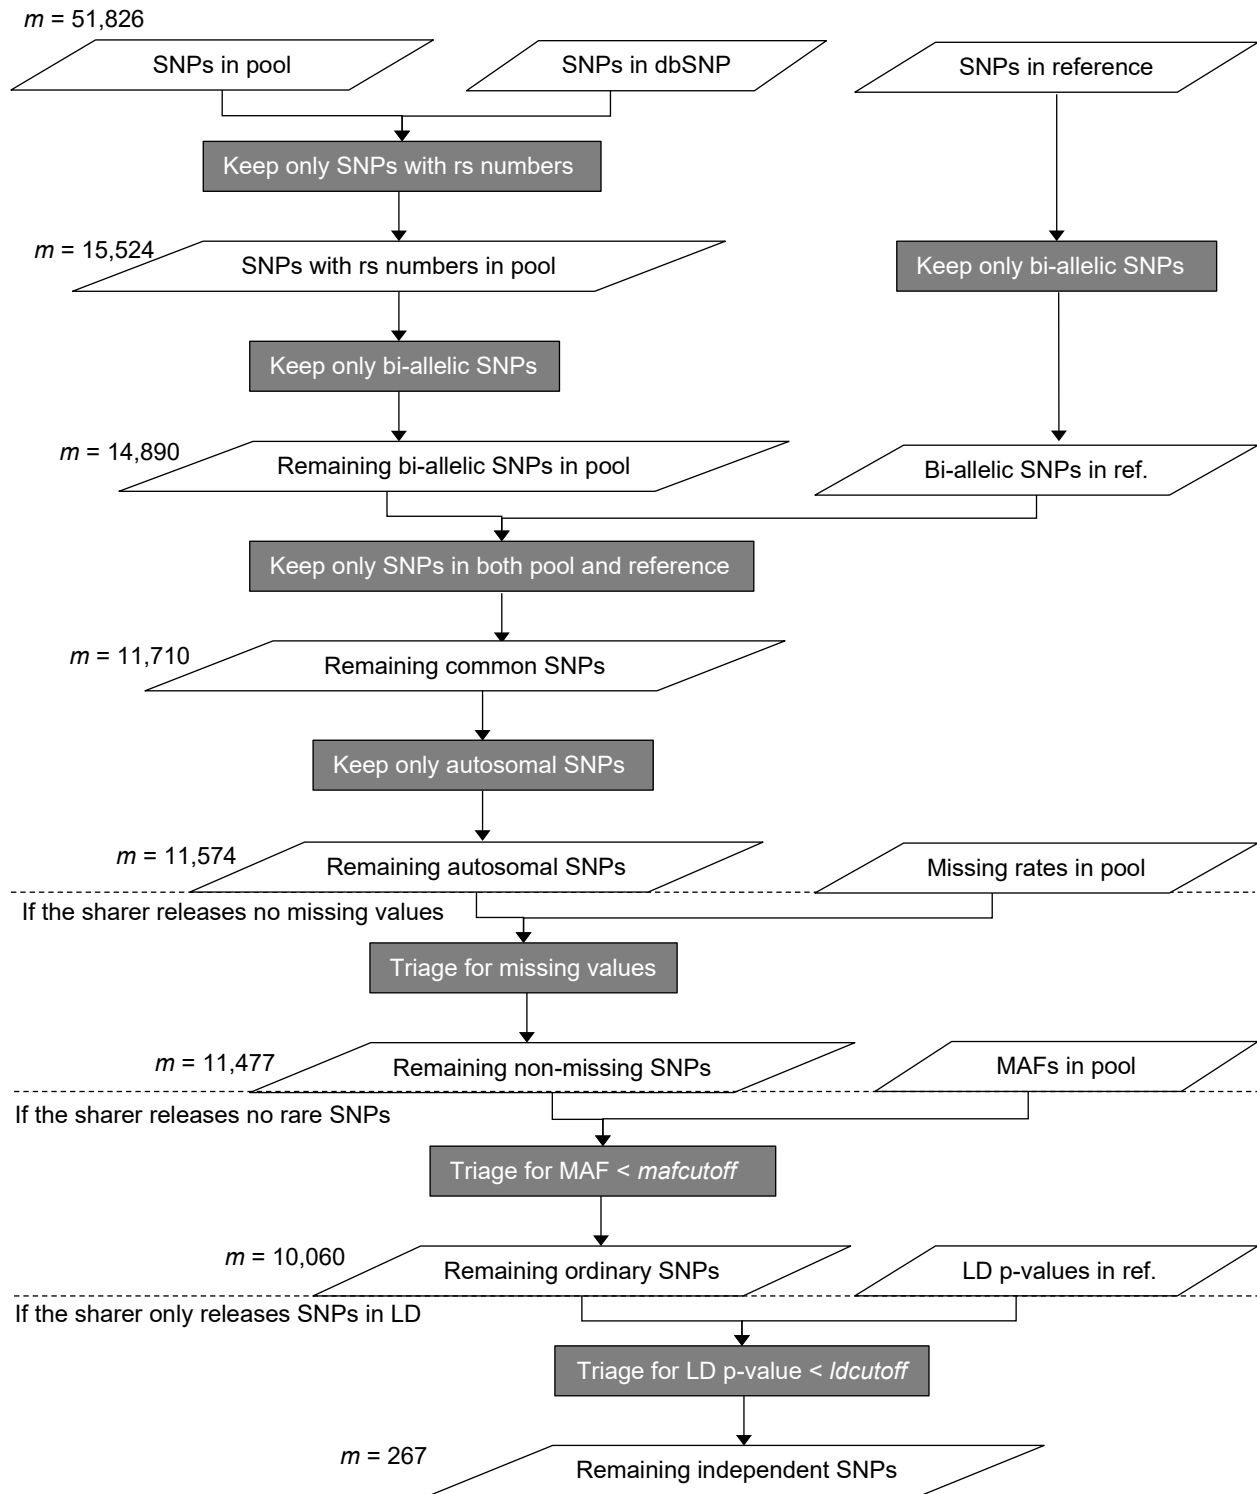 m = 51,826
SNPs in pool
SNPs in dbSNP
SNPs in reference
Keep only SNPs with rs numbers
m = 15,524
SNPs with rs numbers in pool
Keep only bi-allelic SNPs
Keep only bi-allelic SNPs
m = 14,890
Remaining bi-allelic SNPs in pool
Bi-allelic SNPs in ref.
Keep only SNPs in both pool and reference
m = 11,710
Remaining common SNPs
Keep only autosomal SNPs
m = 11,574
Remaining autosomal SNPs
Missing rates in pool
If the sharer releases no missing values
Triage for missing values
m = 11,477
Remaining non-missing SNPs
MAFs in pool
If the sharer releases no rare SNPs
Triage for MAF < mafcutoff
m = 10,060
Remaining ordinary SNPs
LD p-values in ref.
If the sharer only releases SNPs in LD
Triage for LD p-value < ldcutoff
m = 267
Remaining independent SNPs